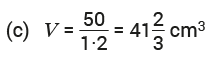 (c) V = 50/1·2 = 41 2/3 cm³